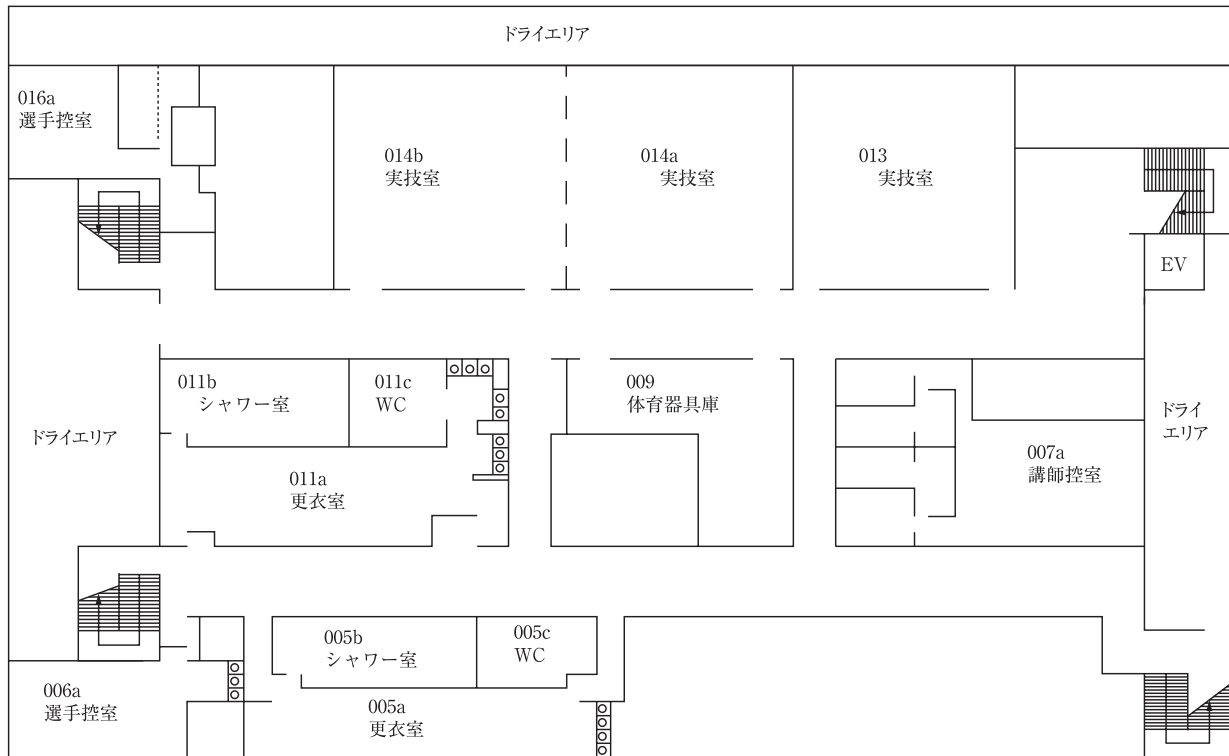 ドライエリア
016a
選手控室
014b
実技室
014a
実技室
013
実技室
EV
011b
シャワー室
011c
WC
009
体育器具庫
ドライ
エリア
ドライエリア
007a
講師控室
011a
更衣室
005b
シャワー室
005c
WC
006a
選手控室
005a
更衣室